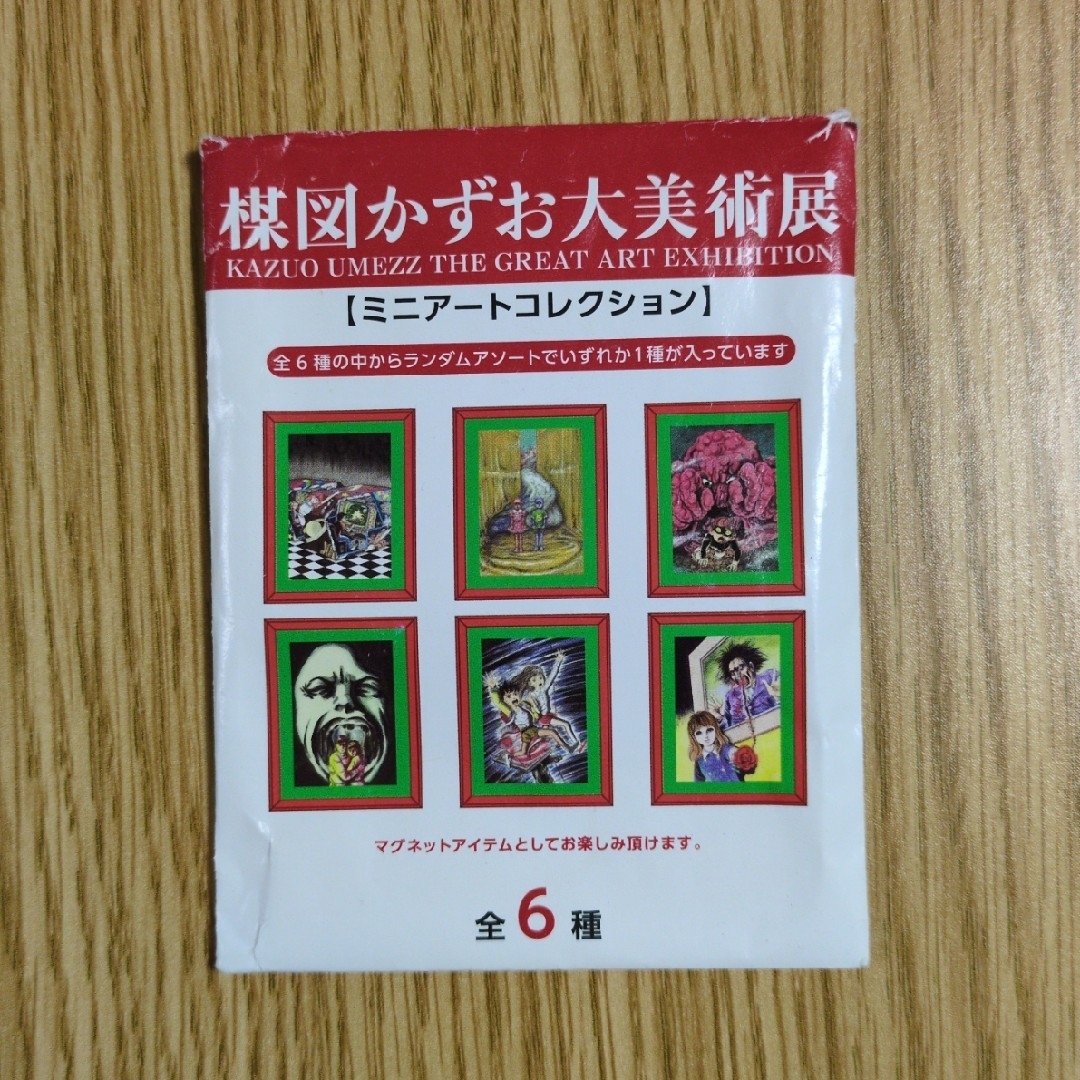 楳図かずお大美術展
KAZUO UMEZZ THE GREAT ART EXHIBITION
【ミニアートコレクション】
全6種の中からランダムアソートでいずれか1種が入っています
マグネットアイテムとしてお楽しみ頂けます。
全6種